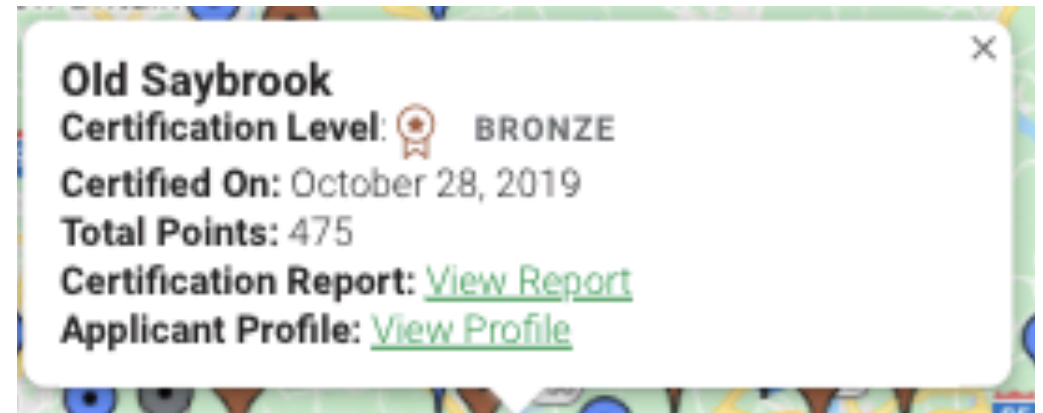 Old Saybrook
Certification Level: BRONZE
Certified On: October 28, 2019
Total Points: 475
Certification Report: View Report
Applicant Profile: View Profile